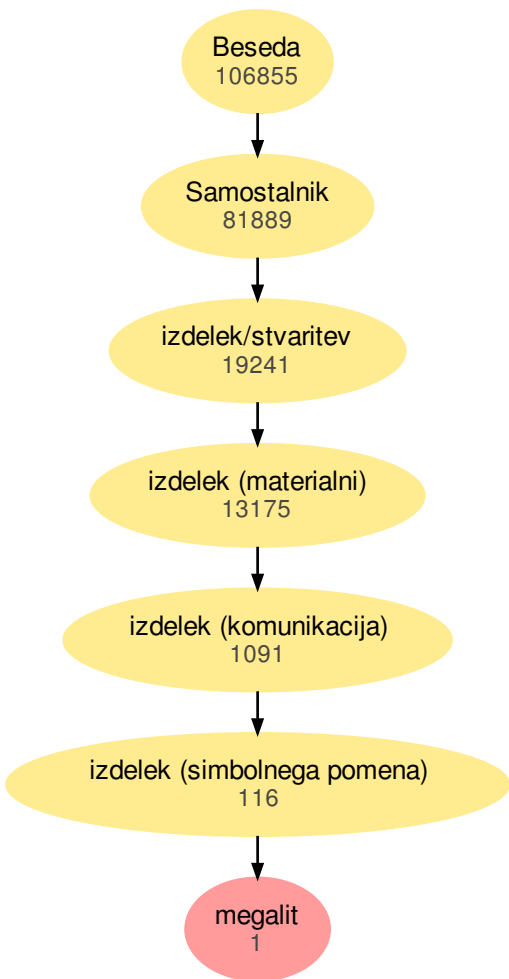 Beseda
106855
Samostalnik
81889
izdelek/stvaritev
19241
izdelek (materialni)
13175
izdelek (komunikacija)
1091
izdelek (simbolnega pomena)
116
megalit
1